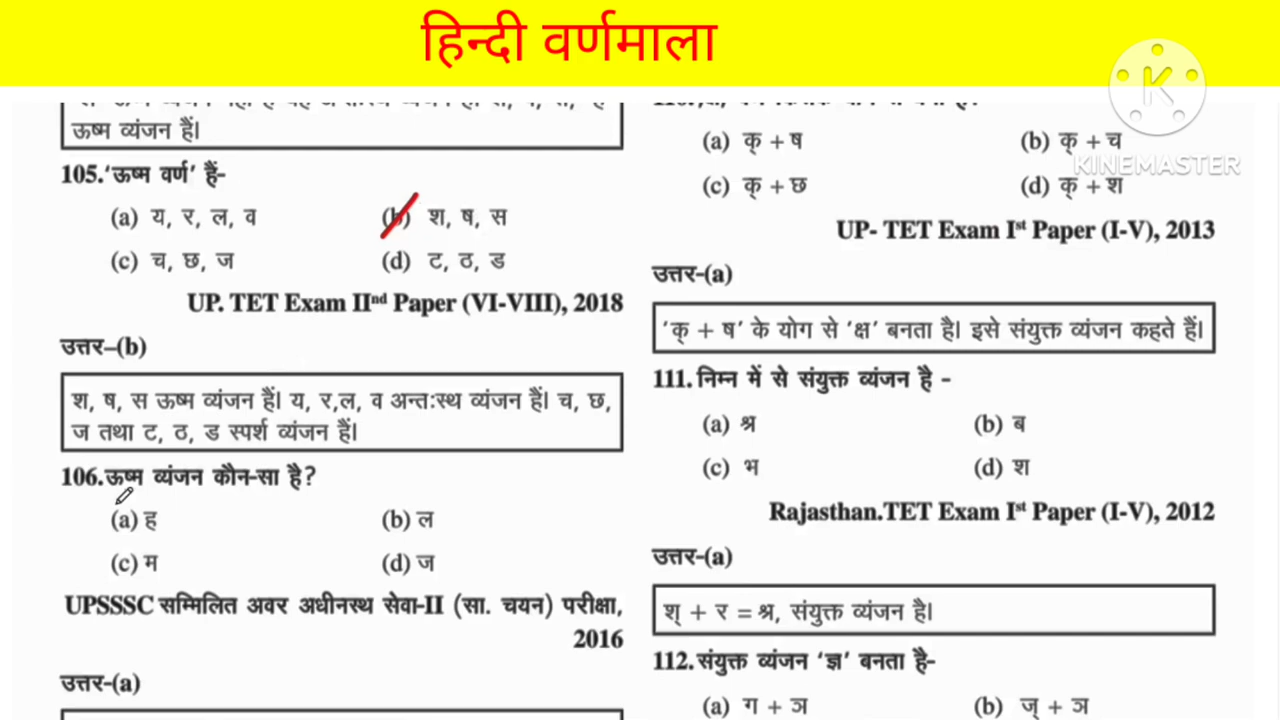 हिन्दी वर्णमाला
KINEMASTER
ऊष्म व्यंजन हैं।
105.'ऊष्म वर्ण' हैं-
(a) य, र, ल, व (b) श, ष, स
(c) च, छ, ज (d) ट, ठ, ड
UP. TET Exam IInd Paper (VI-VIII), 2018
उत्तर–(b)
श, ष, स ऊष्म व्यंजन हैं। य, र,ल, व अन्तःस्थ व्यंजन हैं। च, छ,
ज तथा ट, ठ, ड स्पर्श व्यंजन हैं।
106.ऊष्म व्यंजन कौन-सा है?
(a) ह (b) ल
(c) म (d) ज
UPSSSC सम्मिलित अवर अधीनस्थ सेवा-II (सा. चयन) परीक्षा,
2016
उत्तर-(a)
(a) क् + ष (b) क् + च
(c) क् + छ (d) क् + श
UP- TET Exam Ist Paper (I-V), 2013
उत्तर-(a)
'क् + ष' के योग से 'क्ष' बनता है। इसे संयुक्त व्यंजन कहते हैं।
111.निम्न में से संयुक्त व्यंजन है -
(a) श्र (b) ब
(c) भ (d) श
Rajasthan.TET Exam Ist Paper (I-V), 2012
उत्तर-(a)
श् + र = श्र, संयुक्त व्यंजन है।
112.संयुक्त व्यंजन 'ज्ञ' बनता है-
(a) ग + ञ (b) ज् + ञ